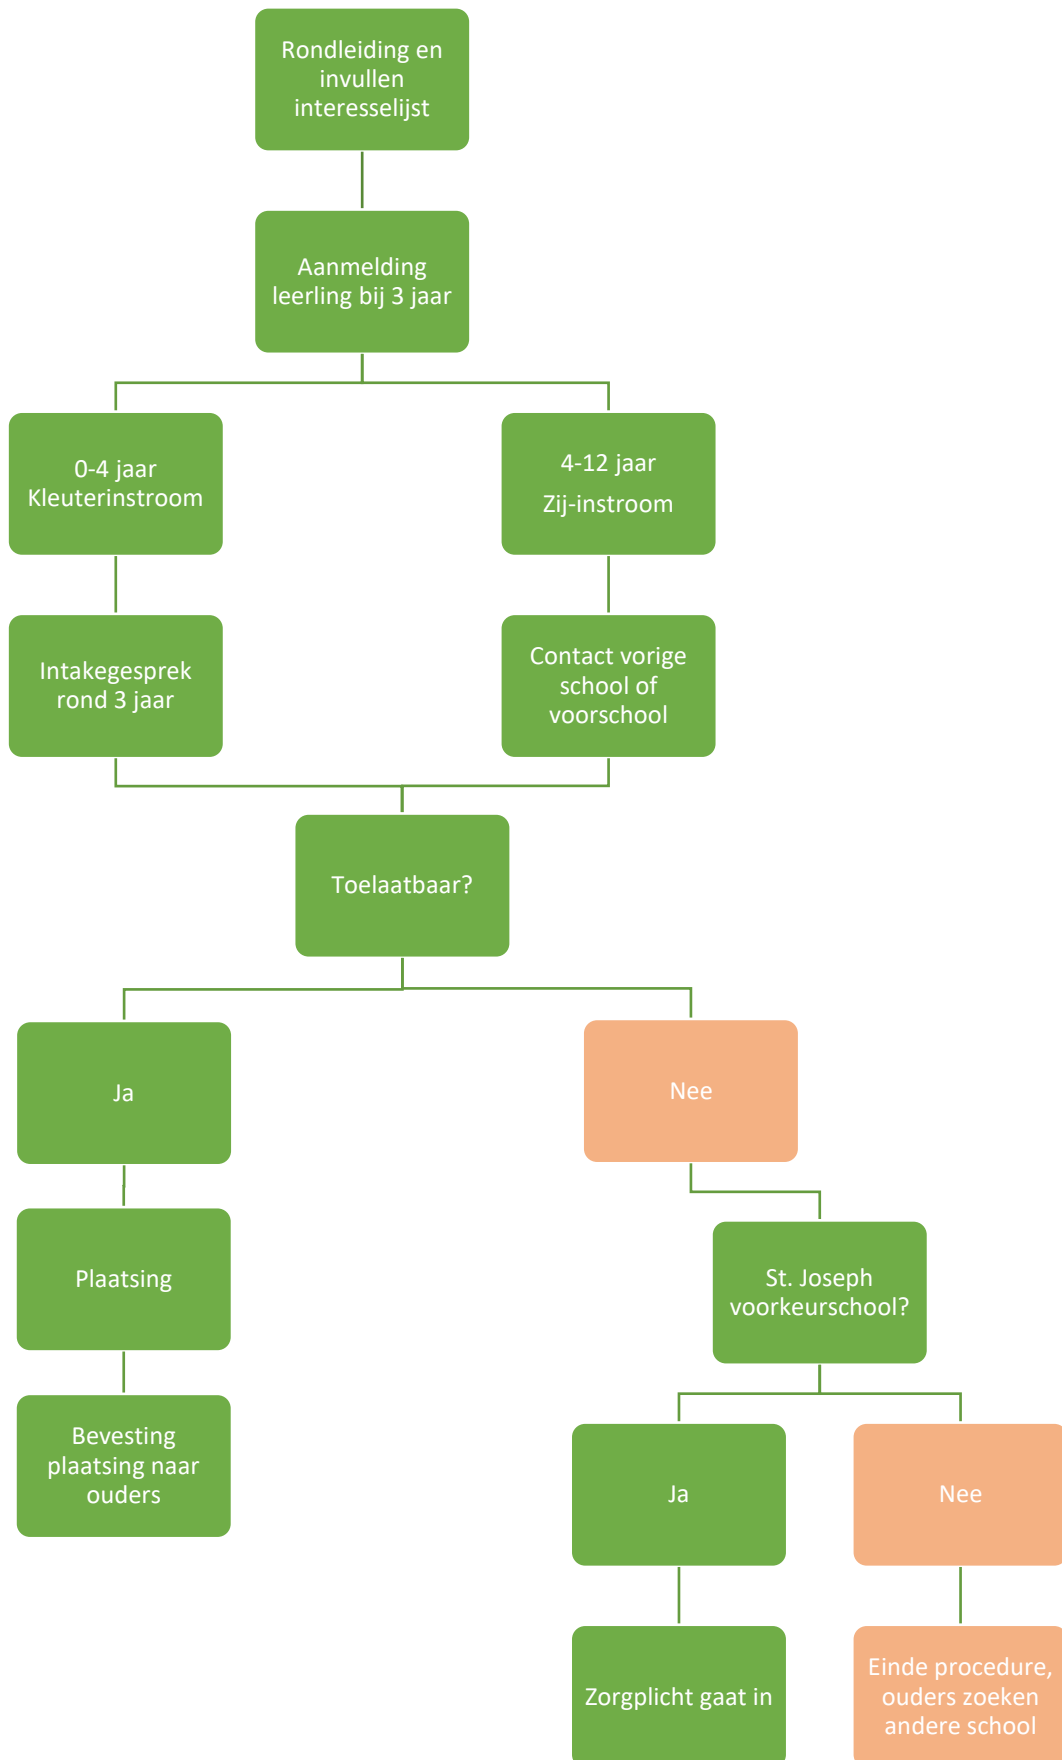 Rondleiding en
invullen
interesselijst
Aanmelding
leerling bij 3 jaar
0-4 jaar
Kleuterinstroom
4-12 jaar
Zij-instroom
Intakegesprek
rond 3 jaar
Contact vorige
school of
voorschool
Toelaatbaar?
Ja
Nee
Plaatsing
St. Joseph
voorkeurschool?
Bevesting
plaatsing naar
ouders
Ja
Nee
Zorgplicht gaat in
Einde procedure,
ouders zoeken
andere school